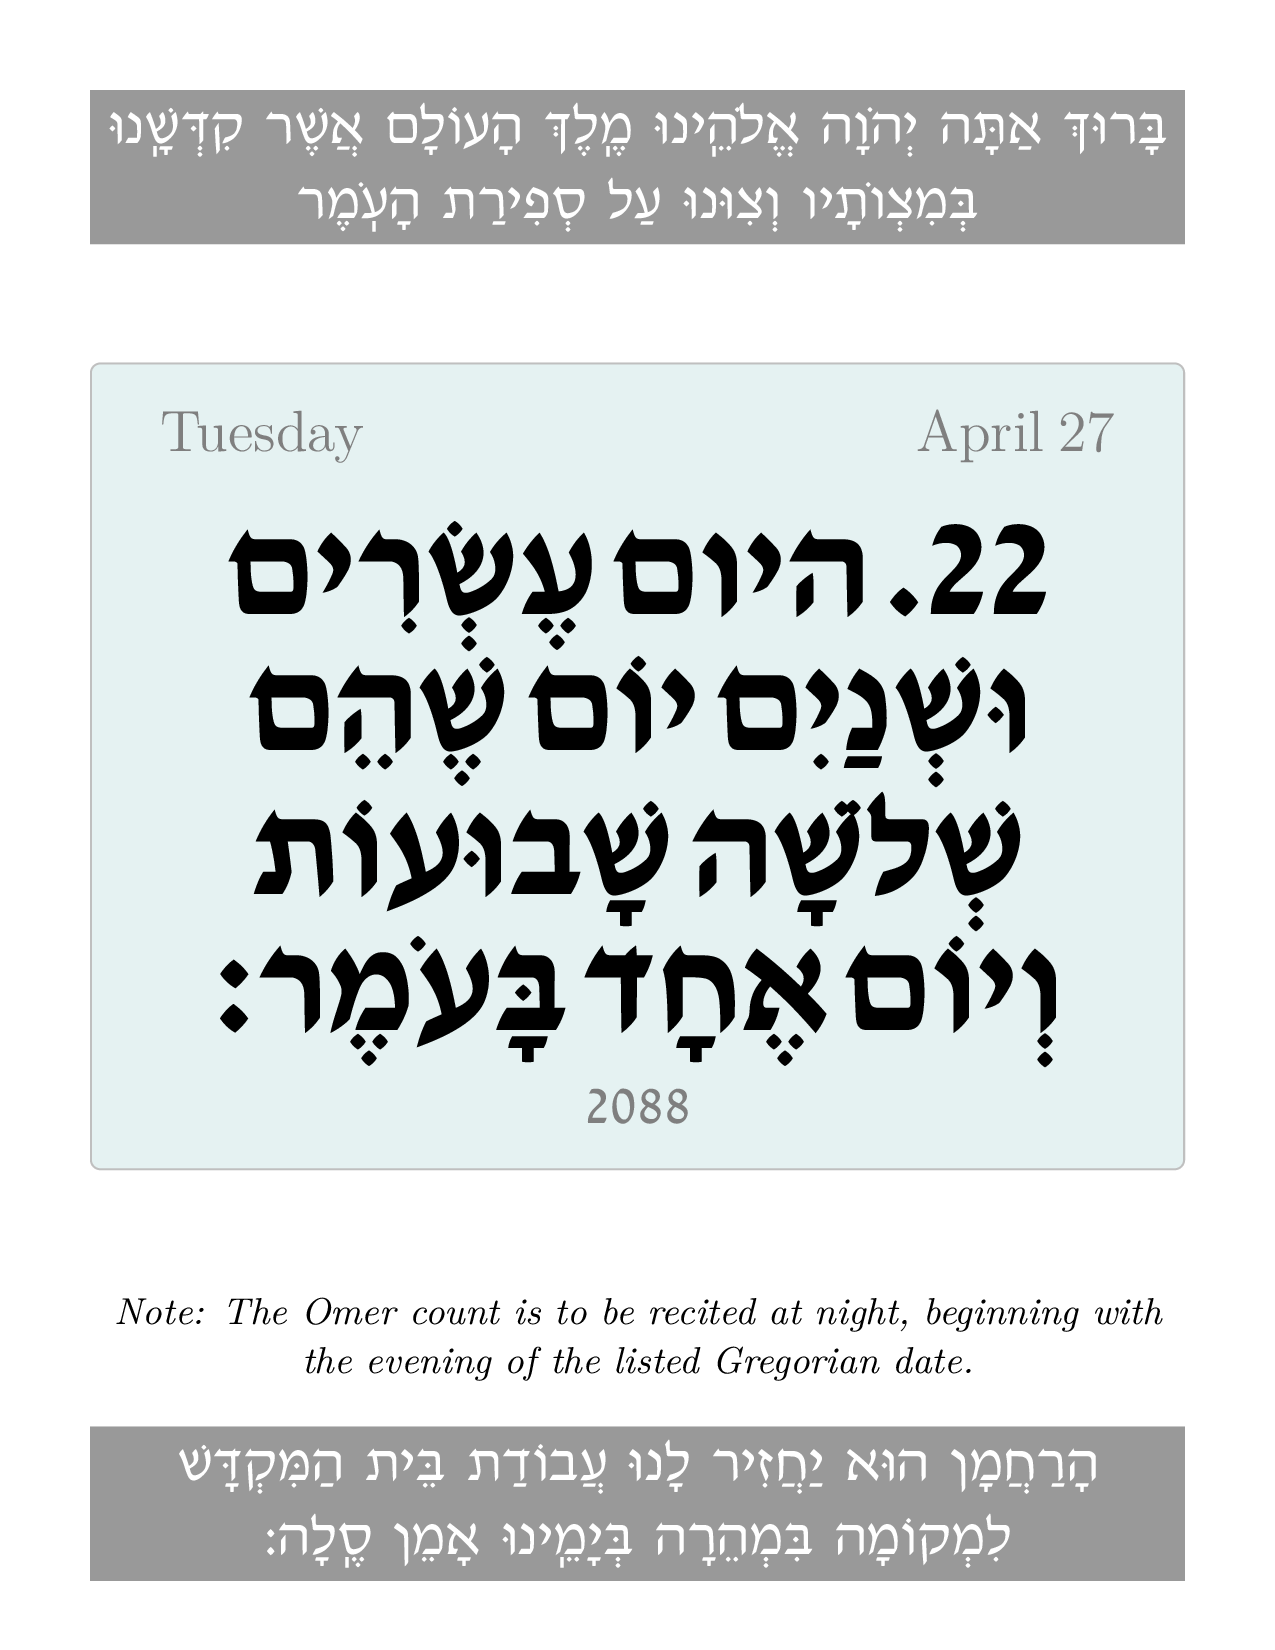 בָּרוּךְ אַתָּה יְהֹוָה אֱלֹהֵֽינוּ מֶֽלֶךְ הָעוֹלָם אֲשֶׁר קִדְּשָֽׁנוּ
בְּמִצְוֹתָיו וְצִוּנוּ עַל סְפִירַת הָעֹֽמֶר
Tuesday April 27
22. היום עֶשְׂרִים
וּשְׁנַיִם יוֹם שֶׁהֵם
שְׁלֹשָׁה שָׁבוּעוֹת
וְיוֹם אֶחָד בָּעֹמֶר:
2088
Note: The Omer count is to be recited at night, beginning with
the evening of the listed Gregorian date.
הָרַחֲמָן הוּא יַחֲזִיר לָנוּ עֲבוֹדַת בֵּית הַמִּקְדָּשׁ
לִמְקוֹמָה בִּמְהֵרָה בְּיָמֵֽינוּ אָמֵן סֶֽלָה: